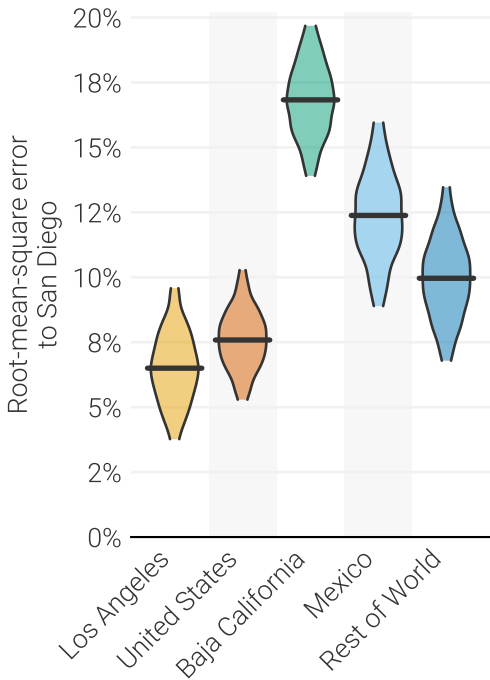 20%
18%
15%
12%
10%
8%
5%
2%
0%
Root-mean-square error
to San Diego
Los Angeles
United States
Baja California
Mexico
Rest of World